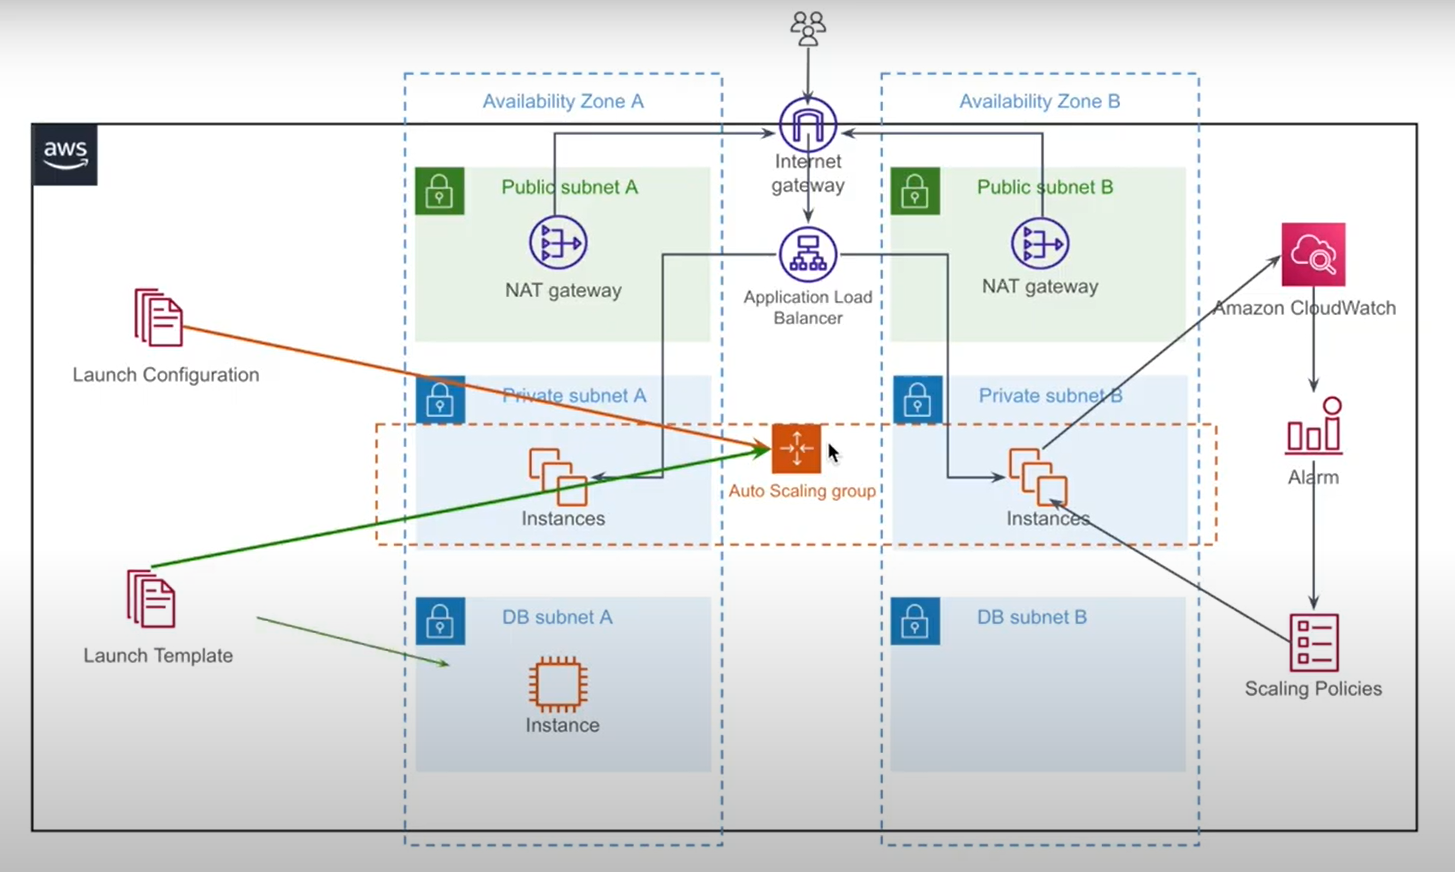 Availability Zone A
Availability Zone B
aws
Internet
gateway
Public subnet A
Public subnet B
NAT gateway
NAT gateway
Application Load
Balancer
Amazon CloudWatch
Launch Configuration
Private subnet A
Private subnet B
Auto Scaling group
Alarm
Instances
Instances
DB subnet A
DB subnet B
Launch Template
Scaling Policies
Instance